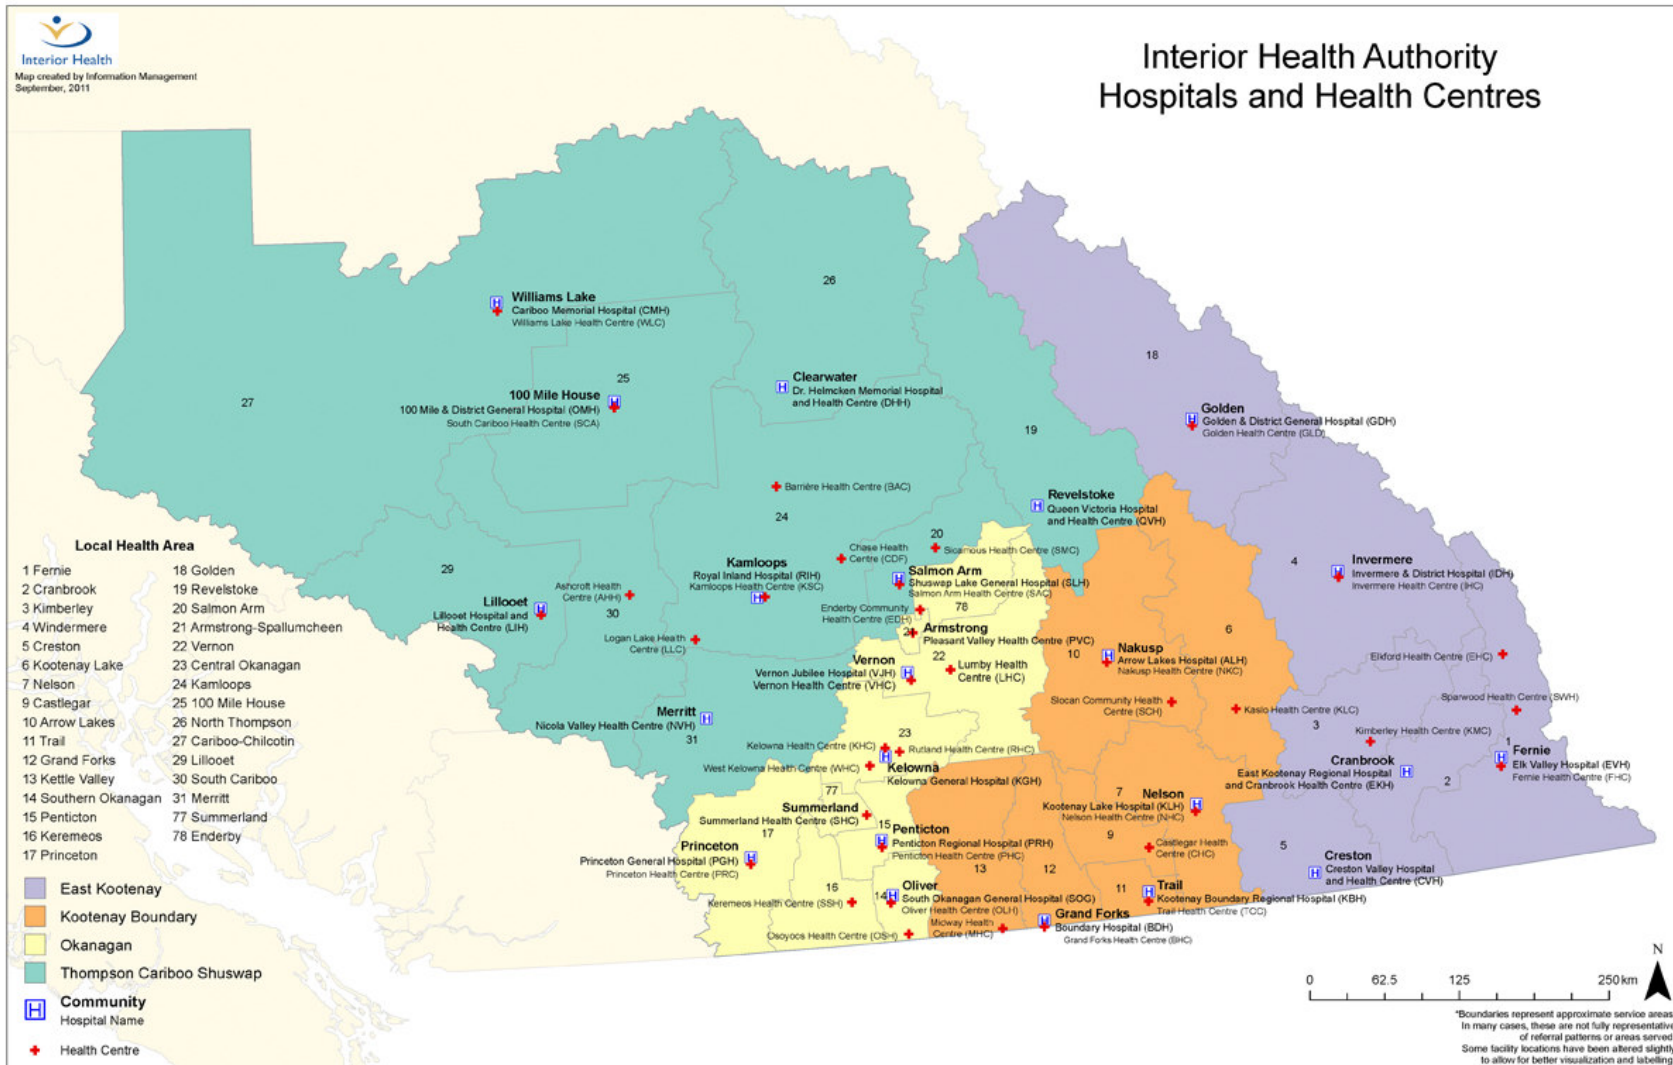 Interior Health
Map created by Information Management
September, 2011
Interior Health Authority
Hospitals and Health Centres
26
18
27
25
19
Williams Lake
Cariboo Memorial Hospital (CMH)
Williams Lake Health Centre (WLC)
100 Mile House
100 Mile & District General Hospital (OMH)
South Cariboo Health Centre (SCA)
Clearwater
Dr. Helmcken Memorial Hospital
and Health Centre (DHH)
Golden
Golden & District General Hospital (GDH)
Golden Health Centre (GLD)
Barrière Health Centre (BAC)
24
Revelstoke
Queen Victoria Hospital
and Health Centre (QVH)
20
Chase Health
Centre (CDF)
Sicamous Health Centre (SMC)
4
Invermere
Invermere & District Hospital (IDH)
Invermere Health Centre (IHC)
29
Kamloops
Royal Inland Hospital (RIH)
Kamloops Health Centre (KSC)
Salmon Arm
Shuswap Lake General Hospital (SLH)
Salmon Arm Health Centre (SAC)
Ashcroft Health
Centre (AHH)
30
Lillooet
Lillooet Hospital and
Health Centre (LIH)
Enderby Community
Health Centre (EDH)
78
21
Armstrong
Pleasant Valley Health Centre (PVC)
Logan Lake Health
Centre (LLC)
6
10
Nakusp
Arrow Lakes Hospital (ALH)
Nakusp Health Centre (NKC)
Elkford Health Centre (EHC)
22
Vernon
Vernon Jubilee Hospital (VJH)
Vernon Health Centre (VHC)
Lumby Health
Centre (LHC)
Slocan Community Health
Centre (SCH)
Kaslo Health Centre (KLC)
Sparwood Health Centre (SWH)
Merritt
Nicola Valley Health Centre (NVH)
31
3
23
Kimberley Health Centre (KMC)
1
Kelowna Health Centre (KHC)
Rutland Health Centre (RHC)
West Kelowna Health Centre (WHC)
Kelowna
Kelowna General Hospital (KGH)
Cranbrook
East Kootenay Regional Hospital
and Cranbrook Health Centre (EKH)
2
Fernie
Elk Valley Hospital (EVH)
Fernie Health Centre (FHC)
77
7
Nelson
Kootenay Lake Hospital (KLH)
Nelson Health Centre (NHC)
Summerland
Summerland Health Centre (SHC)
15
17
9
Penticton
Penticton Regional Hospital (PRH)
Penticton Health Centre (PHC)
Castlegar Health
Centre (CHC)
5
Princeton
Princeton General Hospital (PGH)
Princeton Health Centre (PRC)
13
12
Creston
Creston Valley Hospital
and Health Centre (CVH)
16
14
11
Oliver
South Okanagan General Hospital (SOG)
Oliver Health Centre (OLH)
Trail
Kootenay Boundary Regional Hospital (KBH)
Trail Health Centre (TCC)
Keremeos Health Centre (SSH)
Midway Health
Centre (MHC)
Grand Forks
Boundary Hospital (BDH)
Grand Forks Health Centre (BHC)
Osoyoos Health Centre (OSH)
Local Health Area
1 Fernie
2 Cranbrook
3 Kimberley
4 Windermere
5 Creston
6 Kootenay Lake
7 Nelson
9 Castlegar
10 Arrow Lakes
11 Trail
12 Grand Forks
13 Kettle Valley
14 Southern Okanagan
15 Penticton
16 Keremeos
17 Princeton
18 Golden
19 Revelstoke
20 Salmon Arm
21 Armstrong-Spallumcheen
22 Vernon
23 Central Okanagan
24 Kamloops
25 100 Mile House
26 North Thompson
27 Cariboo-Chilcotin
29 Lillooet
30 South Cariboo
31 Merritt
77 Summerland
78 Enderby
East Kootenay
Kootenay Boundary
Okanagan
Thompson Cariboo Shuswap
H
Community
Hospital Name
Health Centre
N
0 62.5 125 250 km
*Boundaries represent approximate service areas
In many cases, these are not fully representative
of referral patterns or areas served
Some facility locations have been altered slightly
to allow for better visualization and labelling